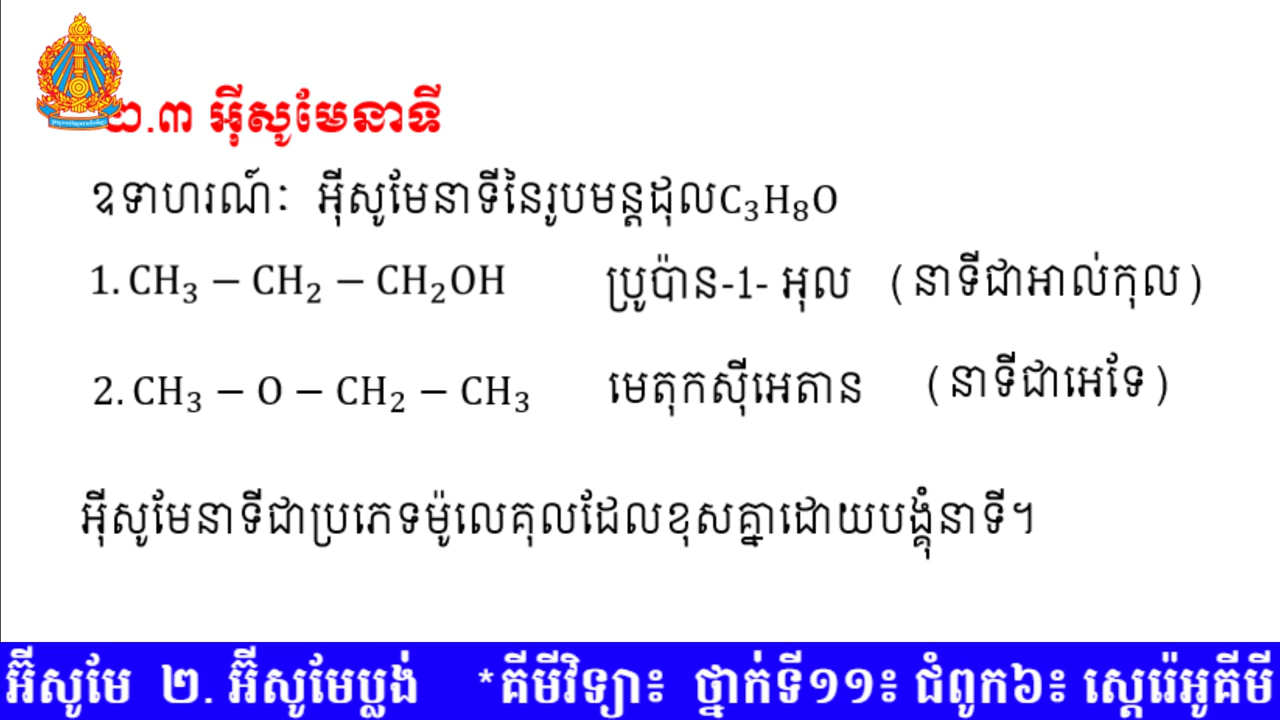 ង.៣ អ៊ីសូមែនាទី
ឧទាហរណ៍ៈ អ៊ីសូមែនាទីនៃរូបមន្តដុលC₃H₈O
1. CH₃ – CH₂ – CH₂OH ប្រូប៉ាន-1- អុល (នាទីជាអាល់កុល)
2. CH₃ – O – CH₂ – CH₃ មេតុកស៊ីអេតាន (នាទីជាអេទែ)
អ៊ីសូមែនាទីជាប្រភេទម៉ូលេគុលដែលខុសគ្នាដោយបង្គុំនាទី។
អ៊ីសូមែ ២. អ៊ីសូមែប្លង់ *គីមីវិទ្យា៖ ថ្នាក់ទី១១៖ ជំពូក៦៖ ស្តេរ៉េអូគីមី